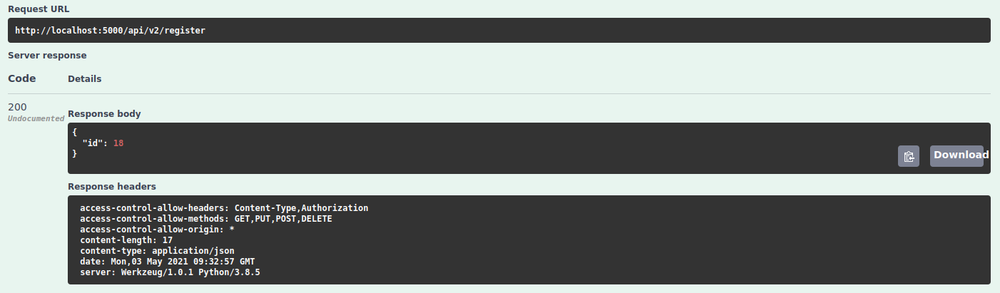 Request URL
http://localhost:5000/api/v2/register
Server response
Code Details
200
Undocumented
Response body
{
"id": 18
}
Download
Response headers
access-control-allow-headers: Content-Type,Authorization
access-control-allow-methods: GET,PUT,POST,DELETE
access-control-allow-origin: *
content-length: 17
content-type: application/json
date: Mon,03 May 2021 09:32:57 GMT
server: Werkzeug/1.0.1 Python/3.8.5